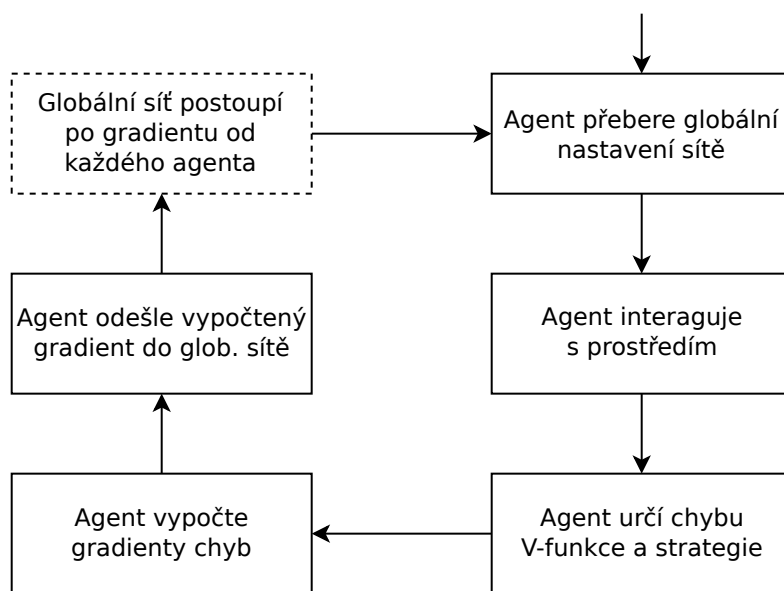 Globální síť postoupí
po gradientu od
každého agenta
Agent přebere globální
nastavení sítě
Agent odešle vypočtený
gradient do glob. sítě
Agent interaguje
s prostředím
Agent vypočte
gradienty chyb
Agent určí chybu
V-funkce a strategie